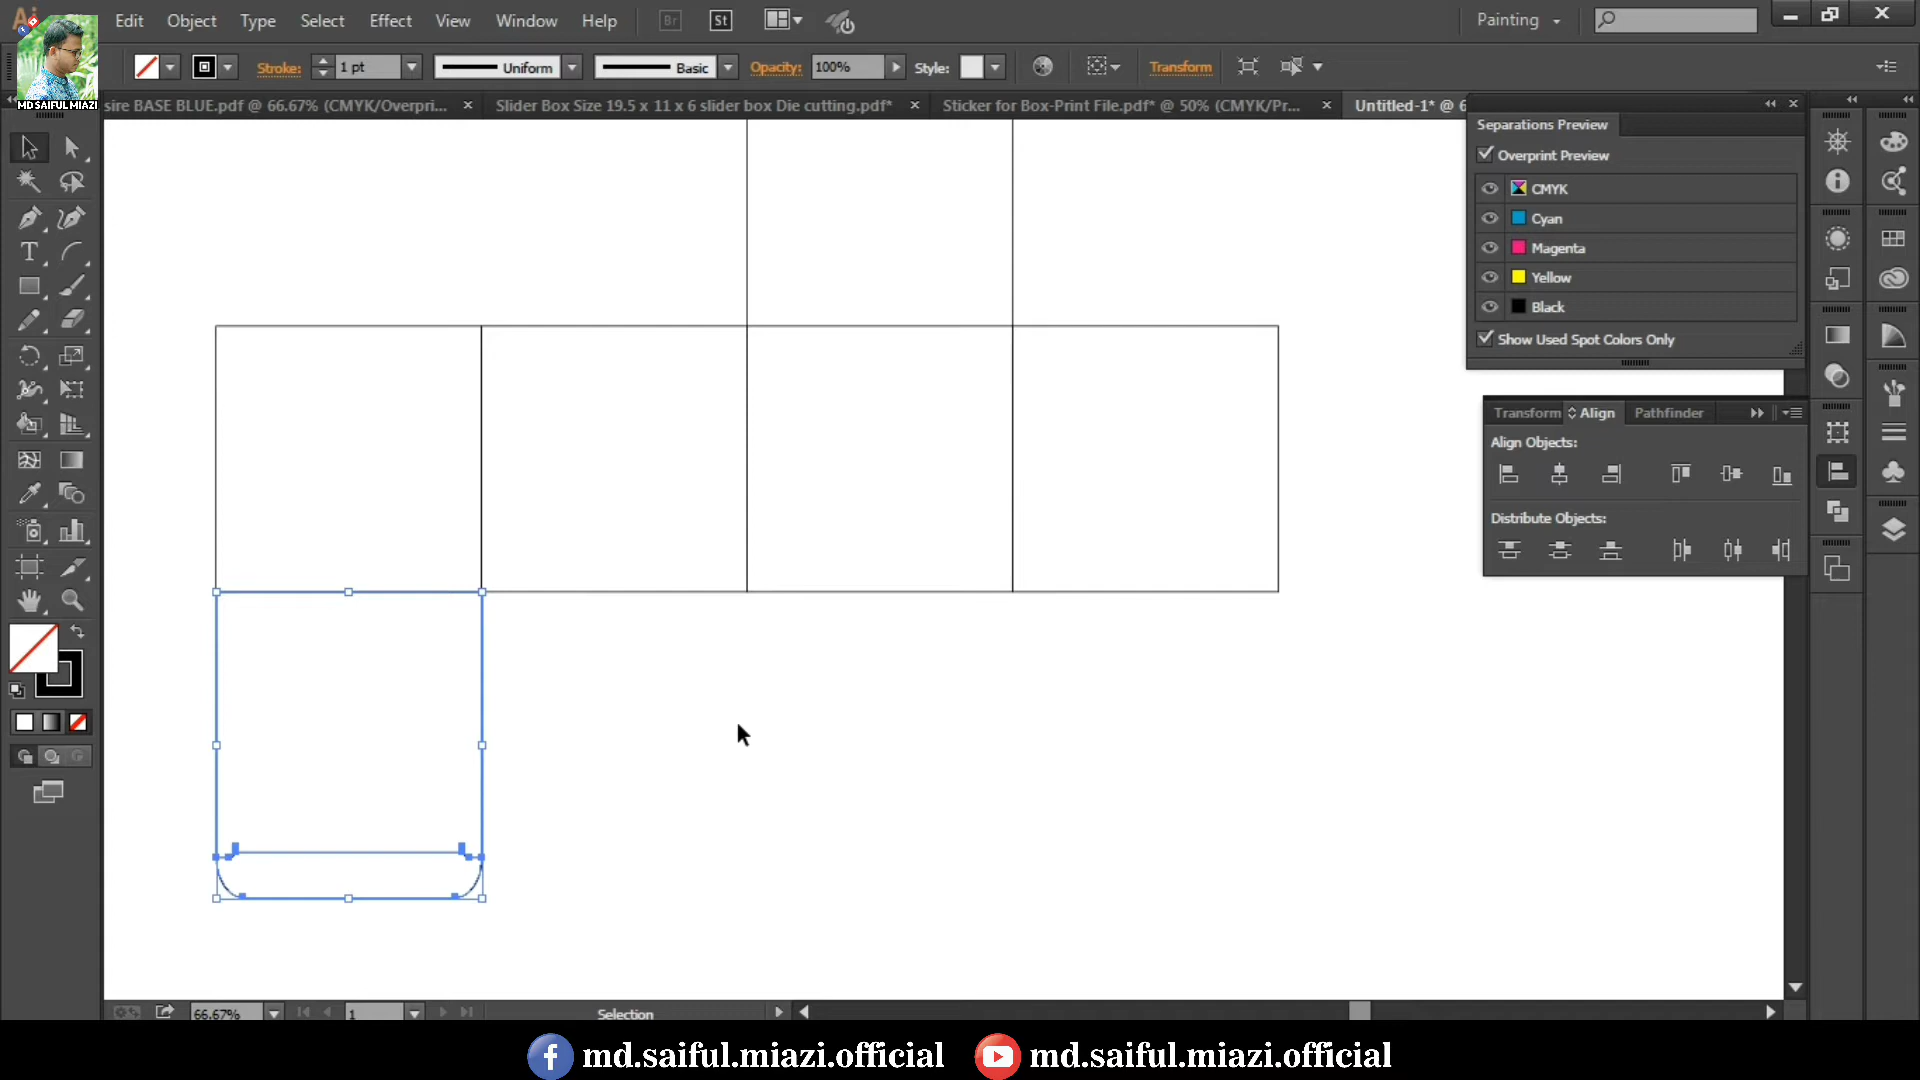 Ai Edit Object Type Select Effect View Window Help Br St Painting
MD SAIFUL MIAZI
Stroke: 1 pt Uniform Basic Opacity: 100% Style: Transform
sire BASE BLUE.pdf @ 66.67% (CMYK/Overpri... × Slider Box Size 19.5 x 11 x 6 slider box Die cutting.pdf* × Sticker for Box-Print File.pdf* @ 50% (CMYK/Pr... × Untitled-1* @ 6
Separations Preview
Overprint Preview
CMYK
Cyan
Magenta
Yellow
Black
Show Used Spot Colors Only
Transform Align Pathfinder
Align Objects:
Distribute Objects:
66.67% 1 Selection
md.saiful.miazi.official md.saiful.miazi.official